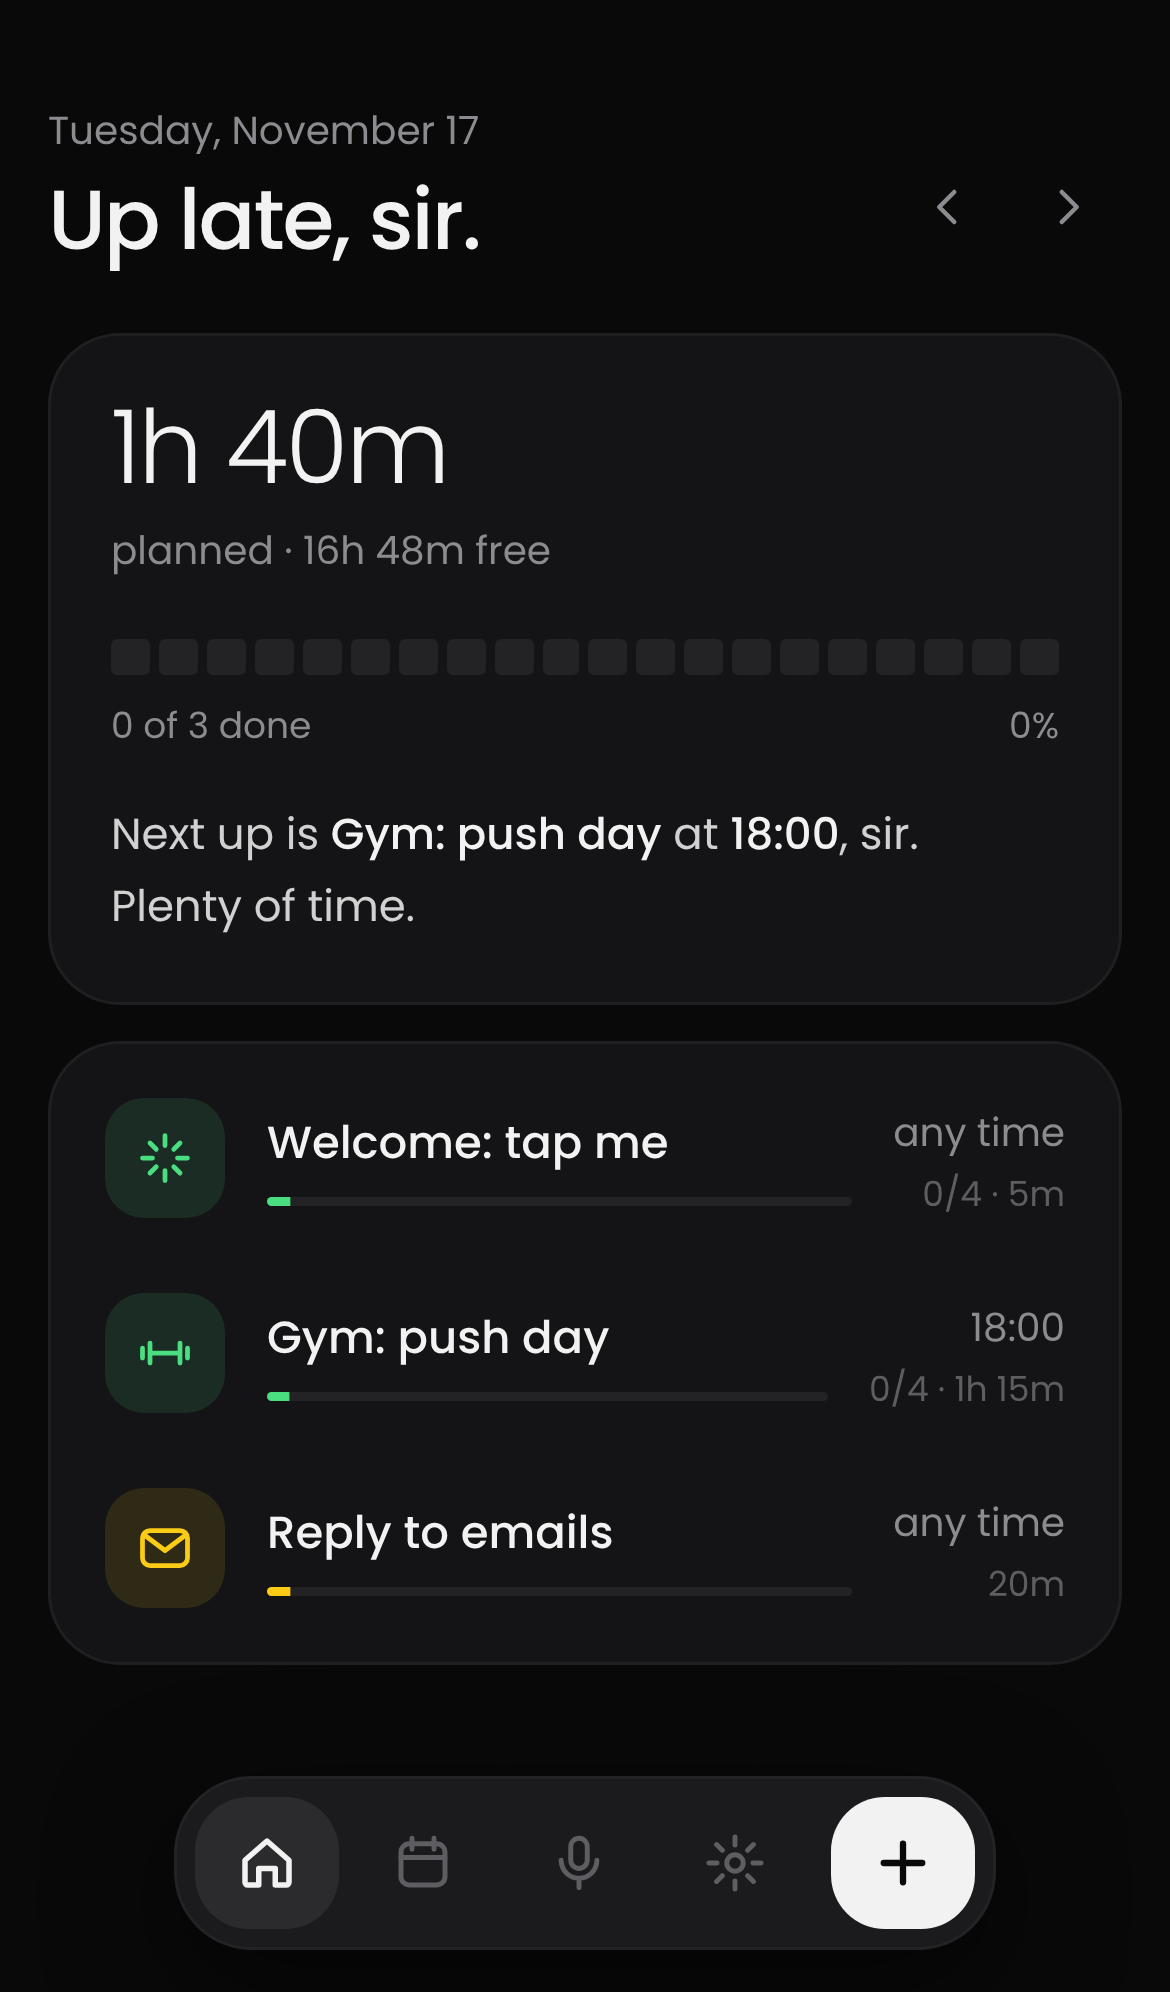 Tuesday, November 17
Up late, sir.
1h 40m
planned · 16h 48m free
0 of 3 done 0%
Next up is Gym: push day at 18:00, sir.
Plenty of time.
Welcome: tap me any time
0/4 · 5m
Gym: push day 18:00
0/4 · 1h 15m
Reply to emails any time
20m